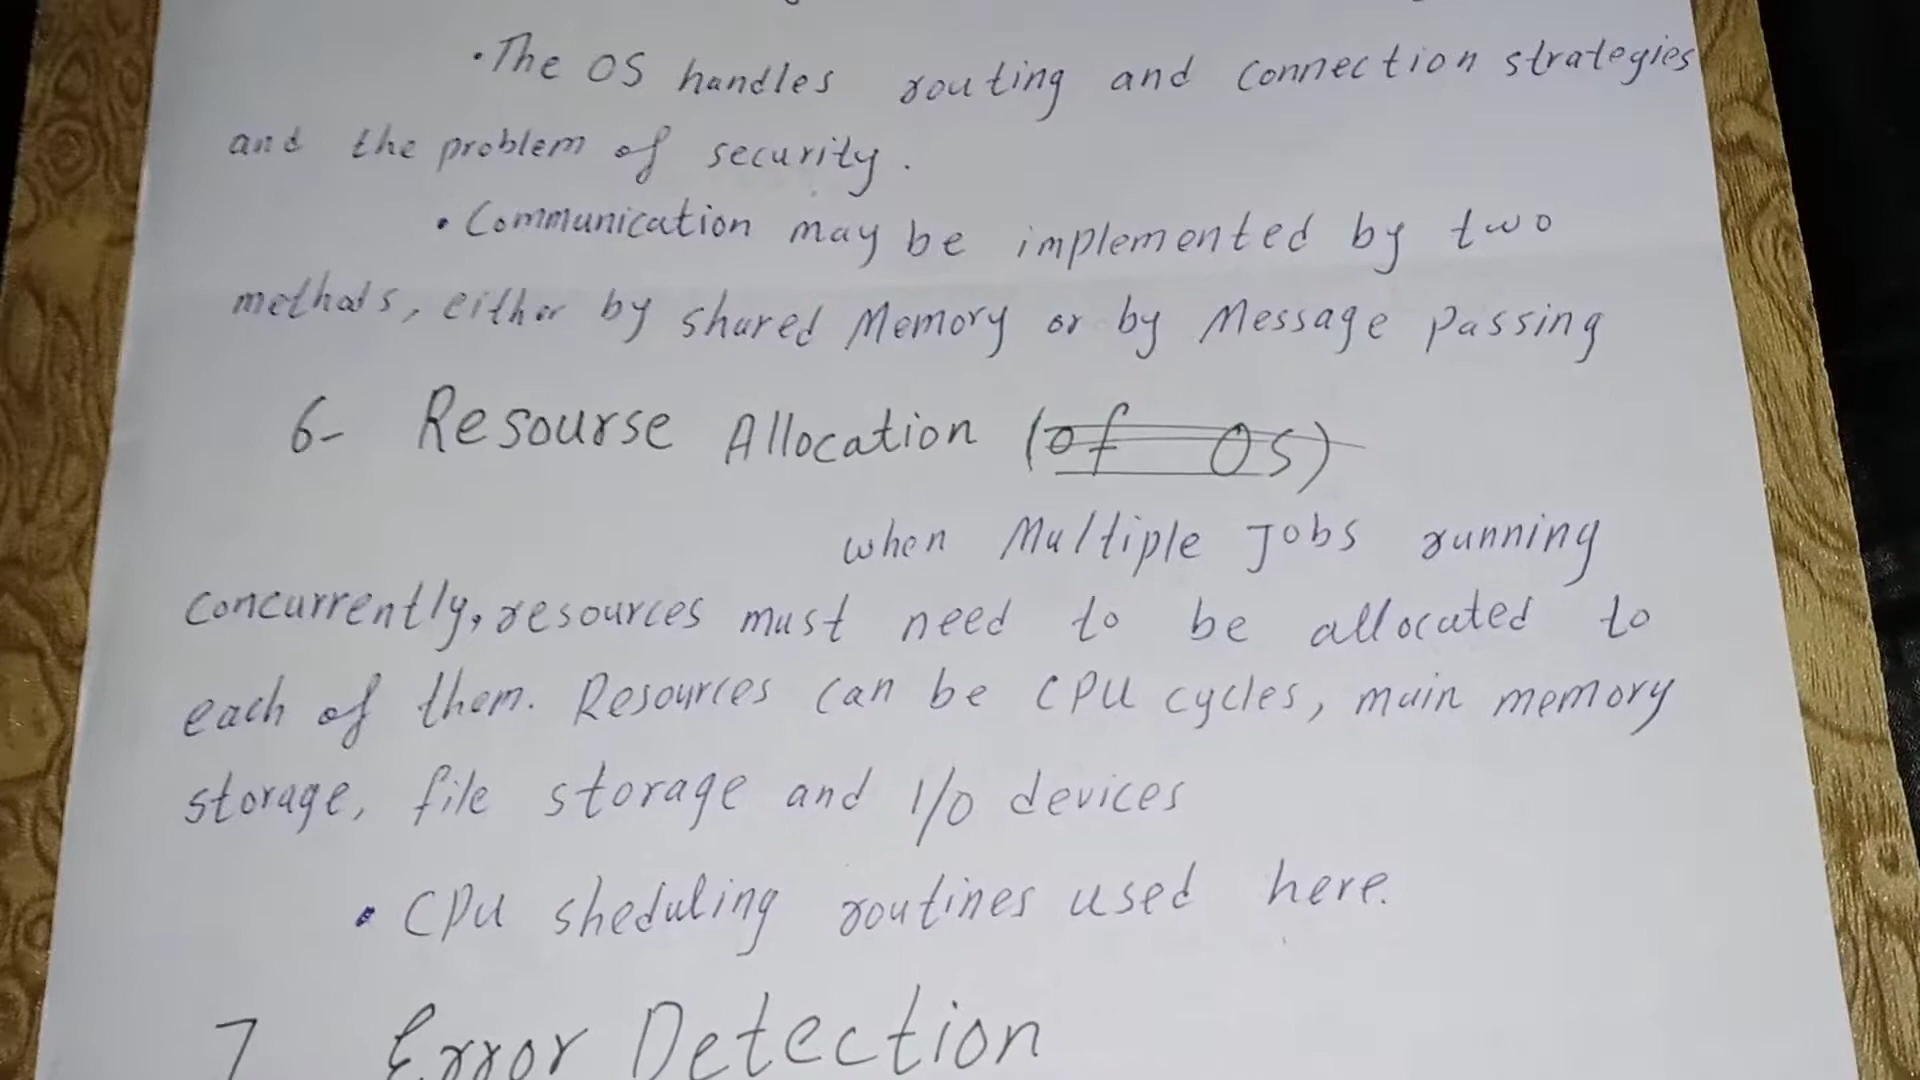 • The OS handles routing and connection strategies
and the problem of security.
• Communication may be implemented by two
methods, either by shared Memory or by Message Passing
6- Resourse Allocation (of OS)
when Multiple Jobs running
concurrently, resources must need to be allocated to
each of them. Resources can be CPU cycles, main memory
storage, file storage and I/O devices
• CPU sheduling routines used here.
7 Error Detection